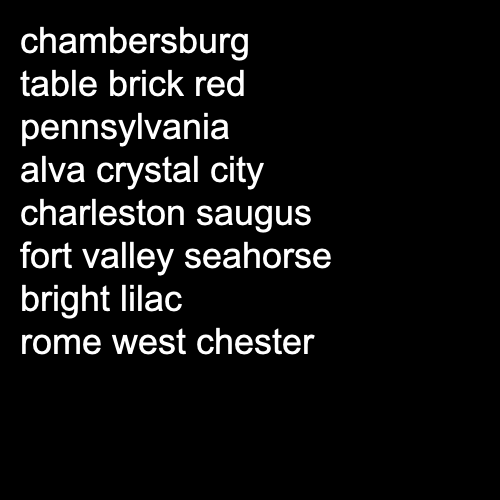 chambersburg
table brick red
pennsylvania
alva crystal city
charleston saugus
fort valley seahorse
bright lilac
rome west chester